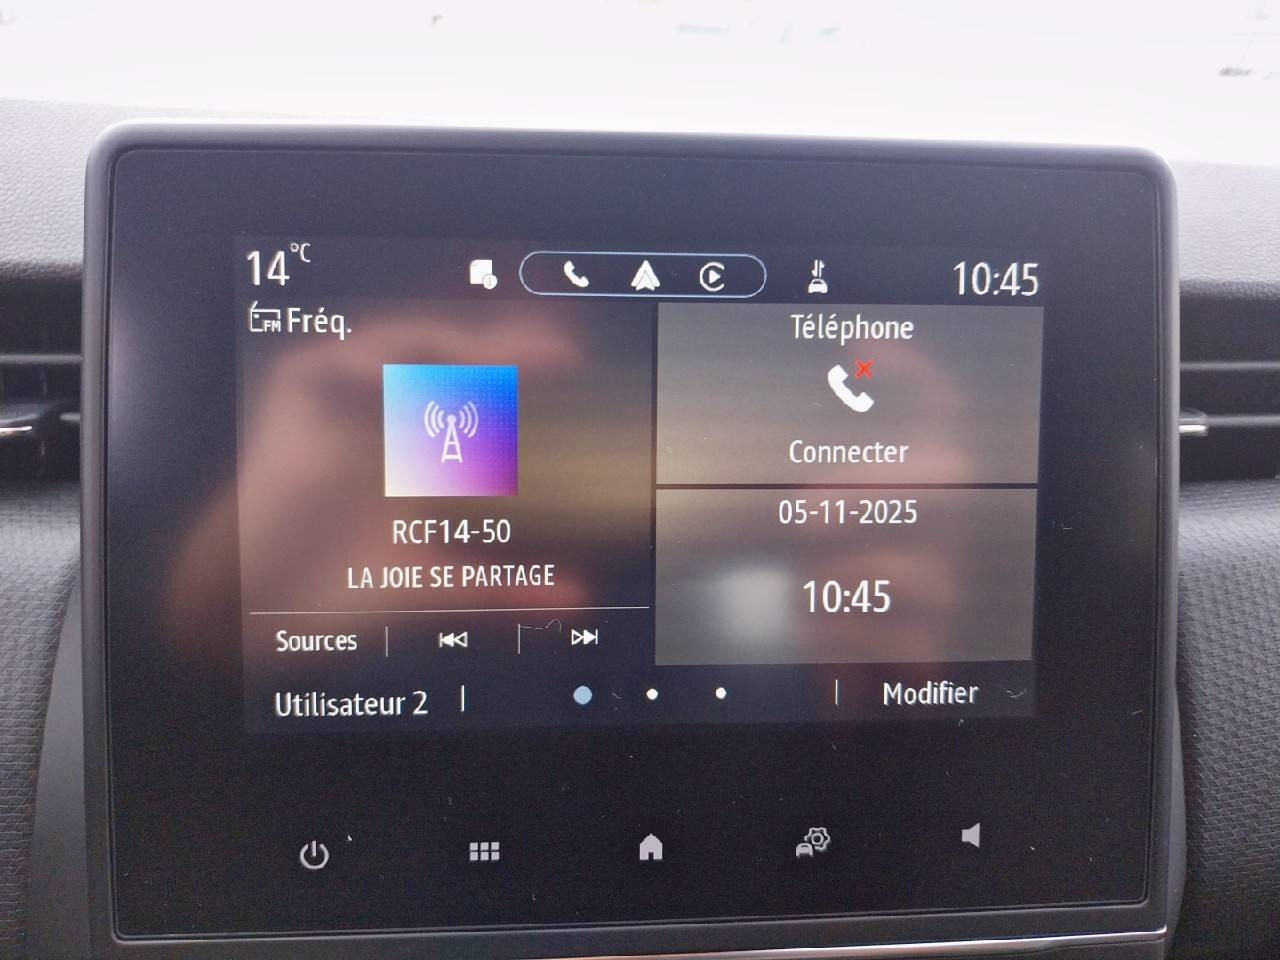 14°C
10:45
FM Fréq.
RCF14-50
LA JOIE SE PARTAGE
Sources
Téléphone
Connecter
05-11-2025
10:45
Utilisateur 2
Modifier